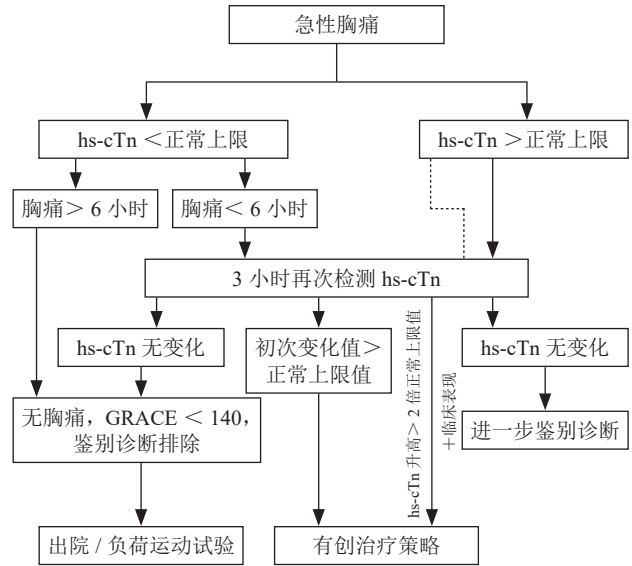 急性胸痛
hs-cTn＜正常上限
hs-cTn＞正常上限
胸痛＞6 小时
胸痛＜6 小时
3 小时再次检测 hs-cTn
hs-cTn 无变化
初次变化值＞
正常上限值
hs-cTn 升高＞2 倍正常上限值
＋临床表现
hs-cTn 无变化
无胸痛，GRACE＜140，
鉴别诊断排除
进一步鉴别诊断
出院 / 负荷运动试验
有创治疗策略